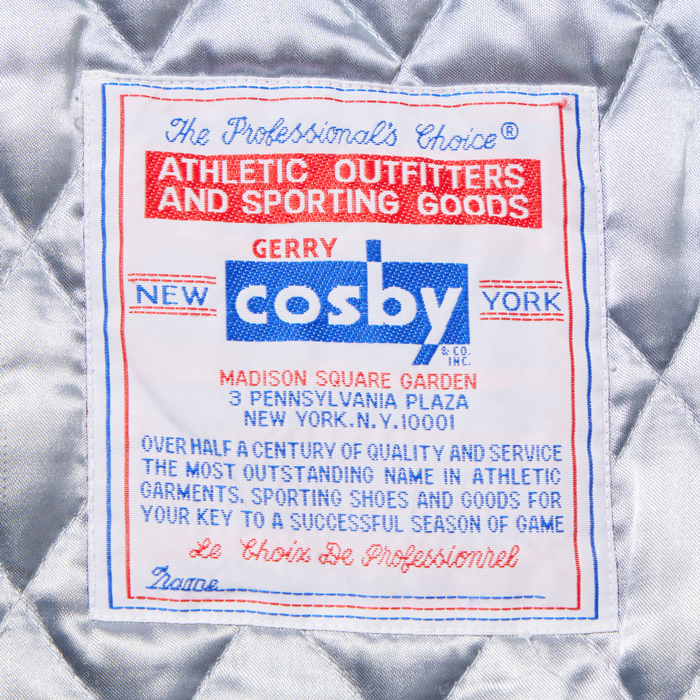 The Professional's Choice®
ATHLETIC OUTFITTERS
AND SPORTING GOODS
GERRY
NEW cosby YORK
& CO.
INC.
MADISON SQUARE GARDEN
3 PENNSYLVANIA PLAZA
NEW YORK.N.Y.10001
OVER HALF A CENTURY OF QUALITY AND SERVICE
THE MOST OUTSTANDING NAME IN ATHLETIC
GARMENTS. SPORTING SHOES AND GOODS FOR
YOUR KEY TO A SUCCESSFUL SEASON OF GAME
Le Choix De Professionnel
Name